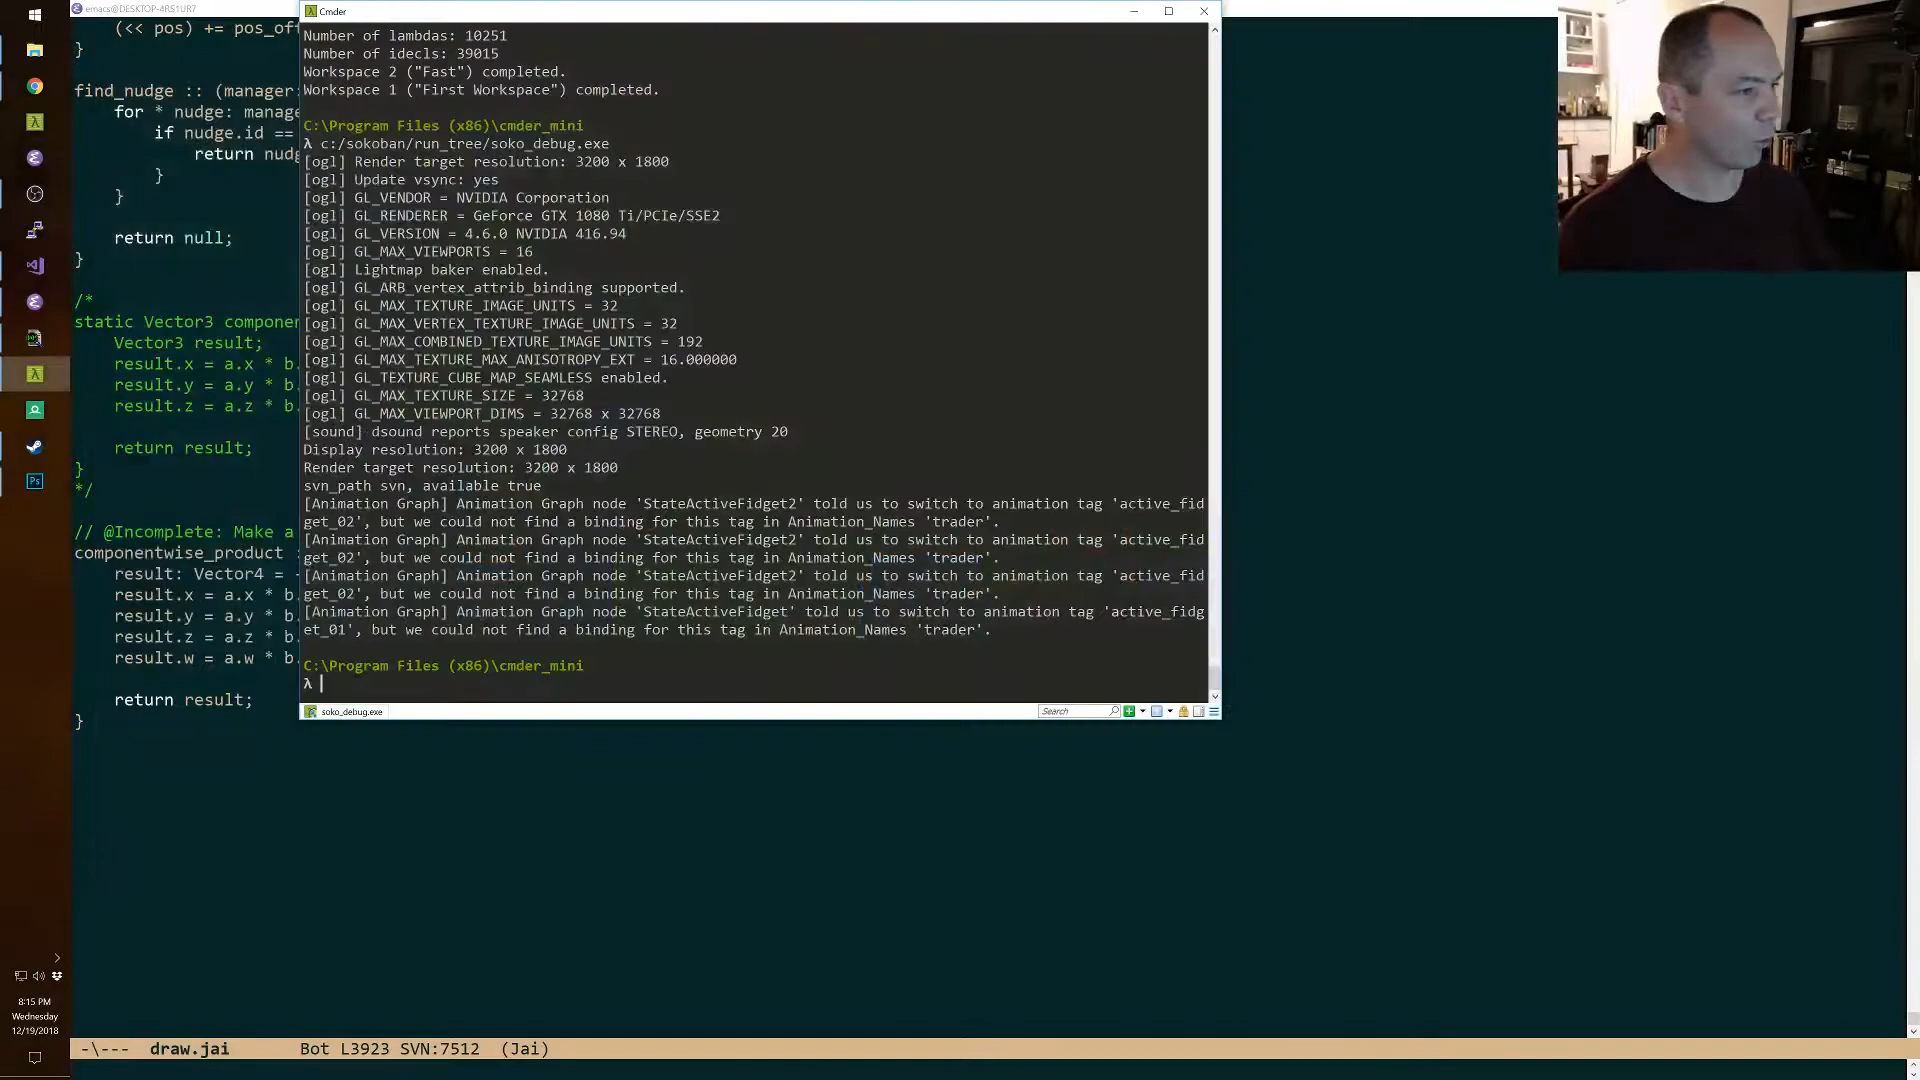 emacs@DESKTOP-4RS1UR7
(<< pos) += pos_off
}
find_nudge :: (manager:
for * nudge: manage
if nudge.id ==
return nudg
}
}
return null;
}
/*
static Vector3 componen
Vector3 result;
result.x = a.x * b.
result.y = a.y * b.
result.z = a.z * b.
return result;
}
*/
// @Incomplete: Make a
componentwise_product :
result: Vector4 = -
result.x = a.x * b.
result.y = a.y * b.
result.z = a.z * b.
result.w = a.w * b.
return result;
}
Cmder
Number of lambdas: 10251
Number of idecls: 39015
Workspace 2 ("Fast") completed.
Workspace 1 ("First Workspace") completed.
C:\Program Files (x86)\cmder_mini
λ c:/sokoban/run_tree/soko_debug.exe
[ogl] Render target resolution: 3200 x 1800
[ogl] Update vsync: yes
[ogl] GL_VENDOR = NVIDIA Corporation
[ogl] GL_RENDERER = GeForce GTX 1080 Ti/PCIe/SSE2
[ogl] GL_VERSION = 4.6.0 NVIDIA 416.94
[ogl] GL_MAX_VIEWPORTS = 16
[ogl] Lightmap baker enabled.
[ogl] GL_ARB_vertex_attrib_binding supported.
[ogl] GL_MAX_TEXTURE_IMAGE_UNITS = 32
[ogl] GL_MAX_VERTEX_TEXTURE_IMAGE_UNITS = 32
[ogl] GL_MAX_COMBINED_TEXTURE_IMAGE_UNITS = 192
[ogl] GL_MAX_TEXTURE_MAX_ANISOTROPY_EXT = 16.000000
[ogl] GL_TEXTURE_CUBE_MAP_SEAMLESS enabled.
[ogl] GL_MAX_TEXTURE_SIZE = 32768
[ogl] GL_MAX_VIEWPORT_DIMS = 32768 x 32768
[sound] dsound reports speaker config STEREO, geometry 20
Display resolution: 3200 x 1800
Render target resolution: 3200 x 1800
svn_path svn, available true
[Animation Graph] Animation Graph node 'StateActiveFidget2' told us to switch to animation tag 'active_fid
get_02', but we could not find a binding for this tag in Animation_Names 'trader'.
[Animation Graph] Animation Graph node 'StateActiveFidget2' told us to switch to animation tag 'active_fid
get_02', but we could not find a binding for this tag in Animation_Names 'trader'.
[Animation Graph] Animation Graph node 'StateActiveFidget2' told us to switch to animation tag 'active_fid
get_02', but we could not find a binding for this tag in Animation_Names 'trader'.
[Animation Graph] Animation Graph node 'StateActiveFidget' told us to switch to animation tag 'active_fidg
et_01', but we could not find a binding for this tag in Animation_Names 'trader'.
C:\Program Files (x86)\cmder_mini
λ
soko_debug.exe
Search
Ps
8:15 PM
Wednesday
12/19/2018
-\--- draw.jai Bot L3923 SVN:7512 (Jai)